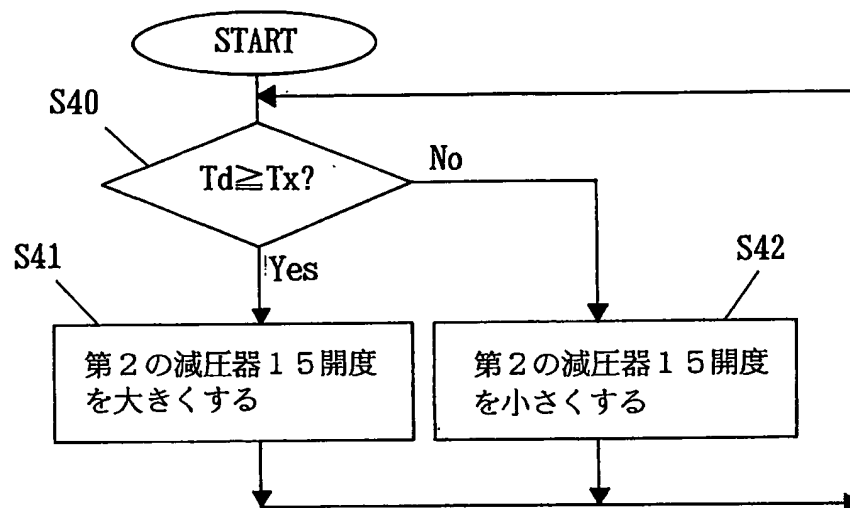 START
S40
Td≧Tx?
No
S41
Yes
S42
第２の減圧器１５開度
を大きくする
第２の減圧器１５開度
を小さくする